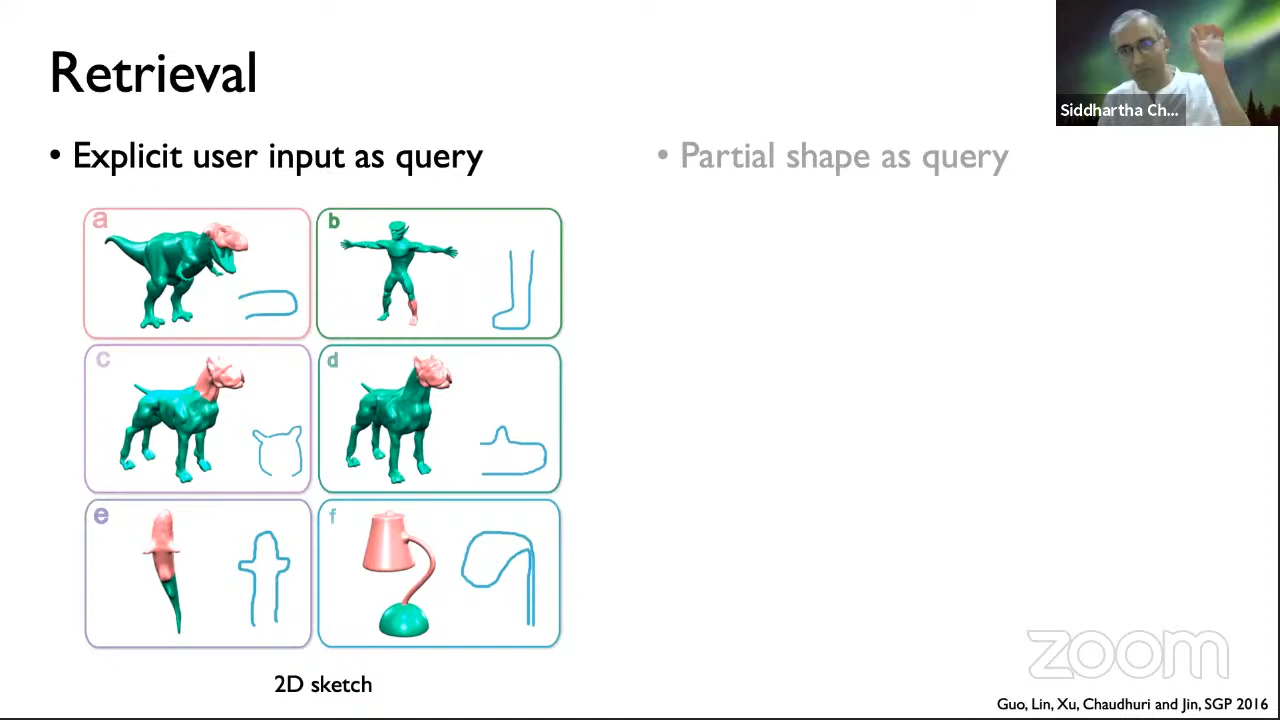 Retrieval
Siddhartha Ch...
• Explicit user input as query
• Partial shape as query
a
b
c
d
e
f
2D sketch
zoom
Guo, Lin, Xu, Chaudhuri and Jin, SGP 2016